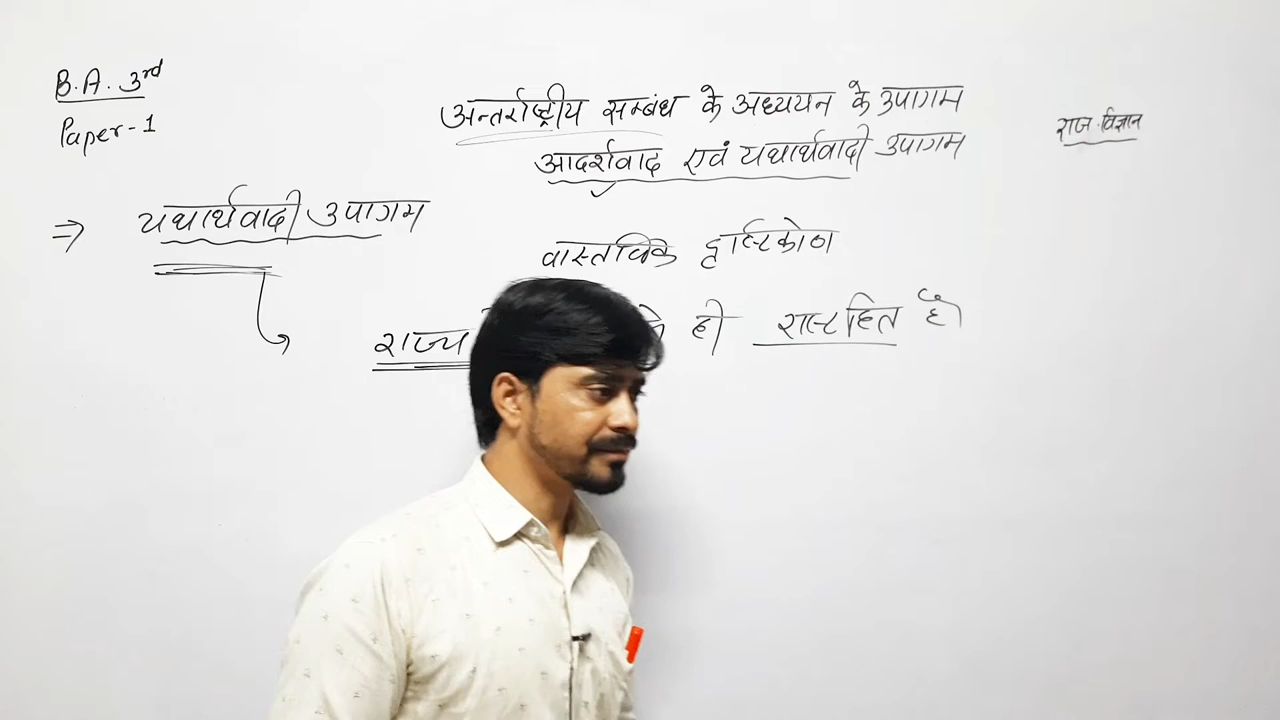 B.A. 3rd
Paper-1
अन्तर्राष्ट्रीय सम्बंध के अध्ययन के उपागम
आदर्शवाद एवं यथार्थवादी उपागम
राज. विज्ञान
⇒ यथार्थवादी उपागम
वास्तविक दृष्टिकोण
राज्य ही राष्ट्रहित है